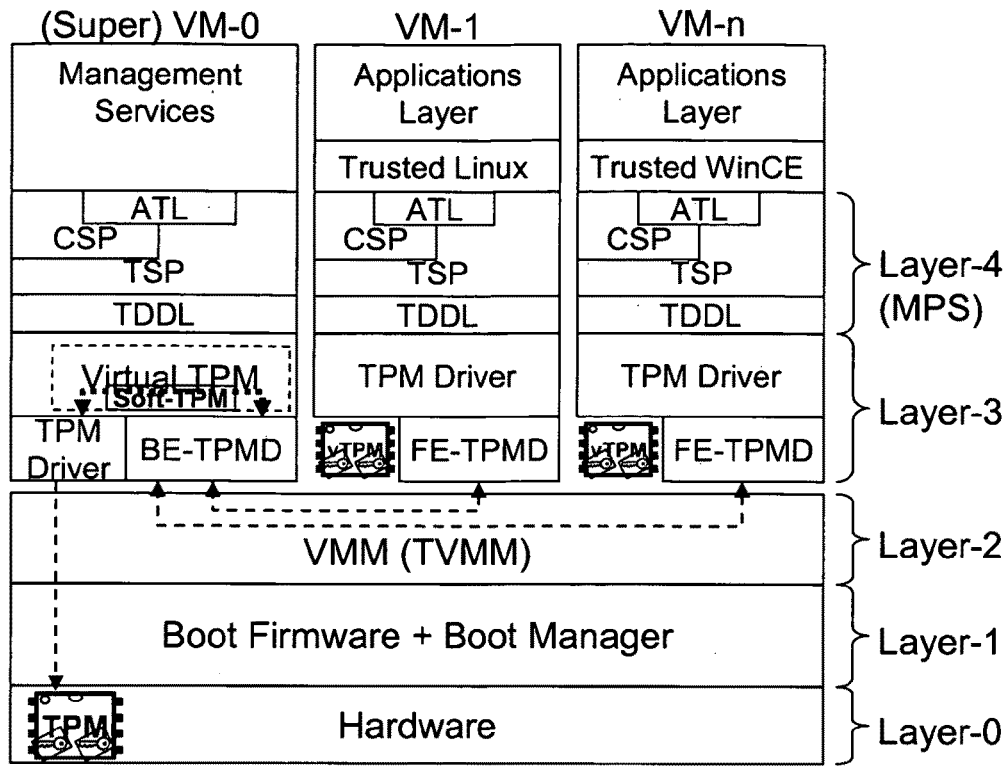 (Super) VM-0
VM-1
VM-n
Management
Services
Applications
Layer
Applications
Layer
Trusted Linux
Trusted WinCE
ATL
ATL
ATL
CSP
CSP
CSP
TSP
TSP
TSP
Layer-4
(MPS)
TDDL
TDDL
TDDL
Virtual TPM
Soft-TPM
TPM Driver
TPM Driver
Layer-3
TPM
Driver
BE-TPMD
vTPM
FE-TPMD
vTPM
FE-TPMD
VMM (TVMM)
Layer-2
Boot Firmware + Boot Manager
Layer-1
TPM
Hardware
Layer-0